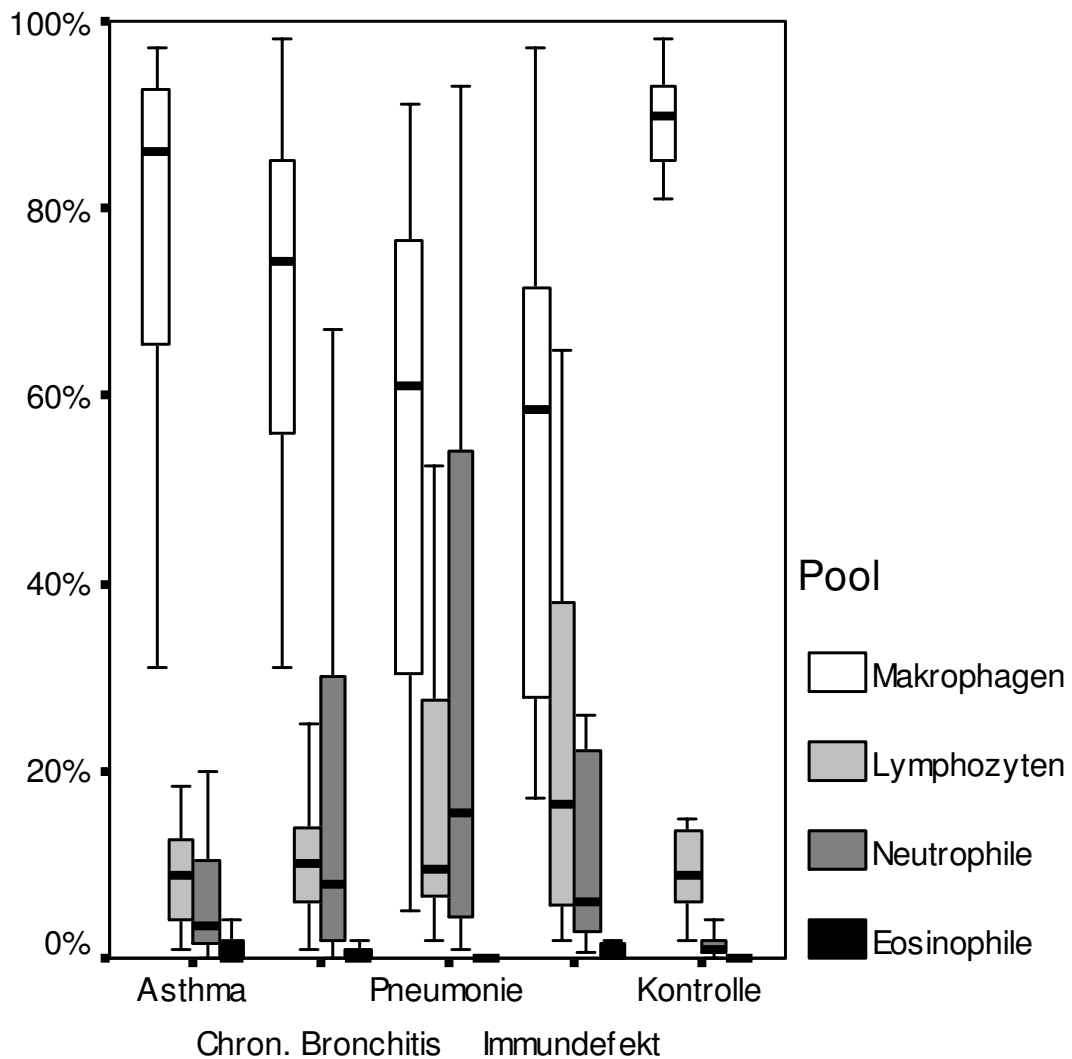 100%
80%
60%
40%
20%
0%
Asthma
Pneumonie
Kontrolle
Chron. Bronchitis
Immundefekt
Pool
Makrophagen
Lymphozyten
Neutrophile
Eosinophile